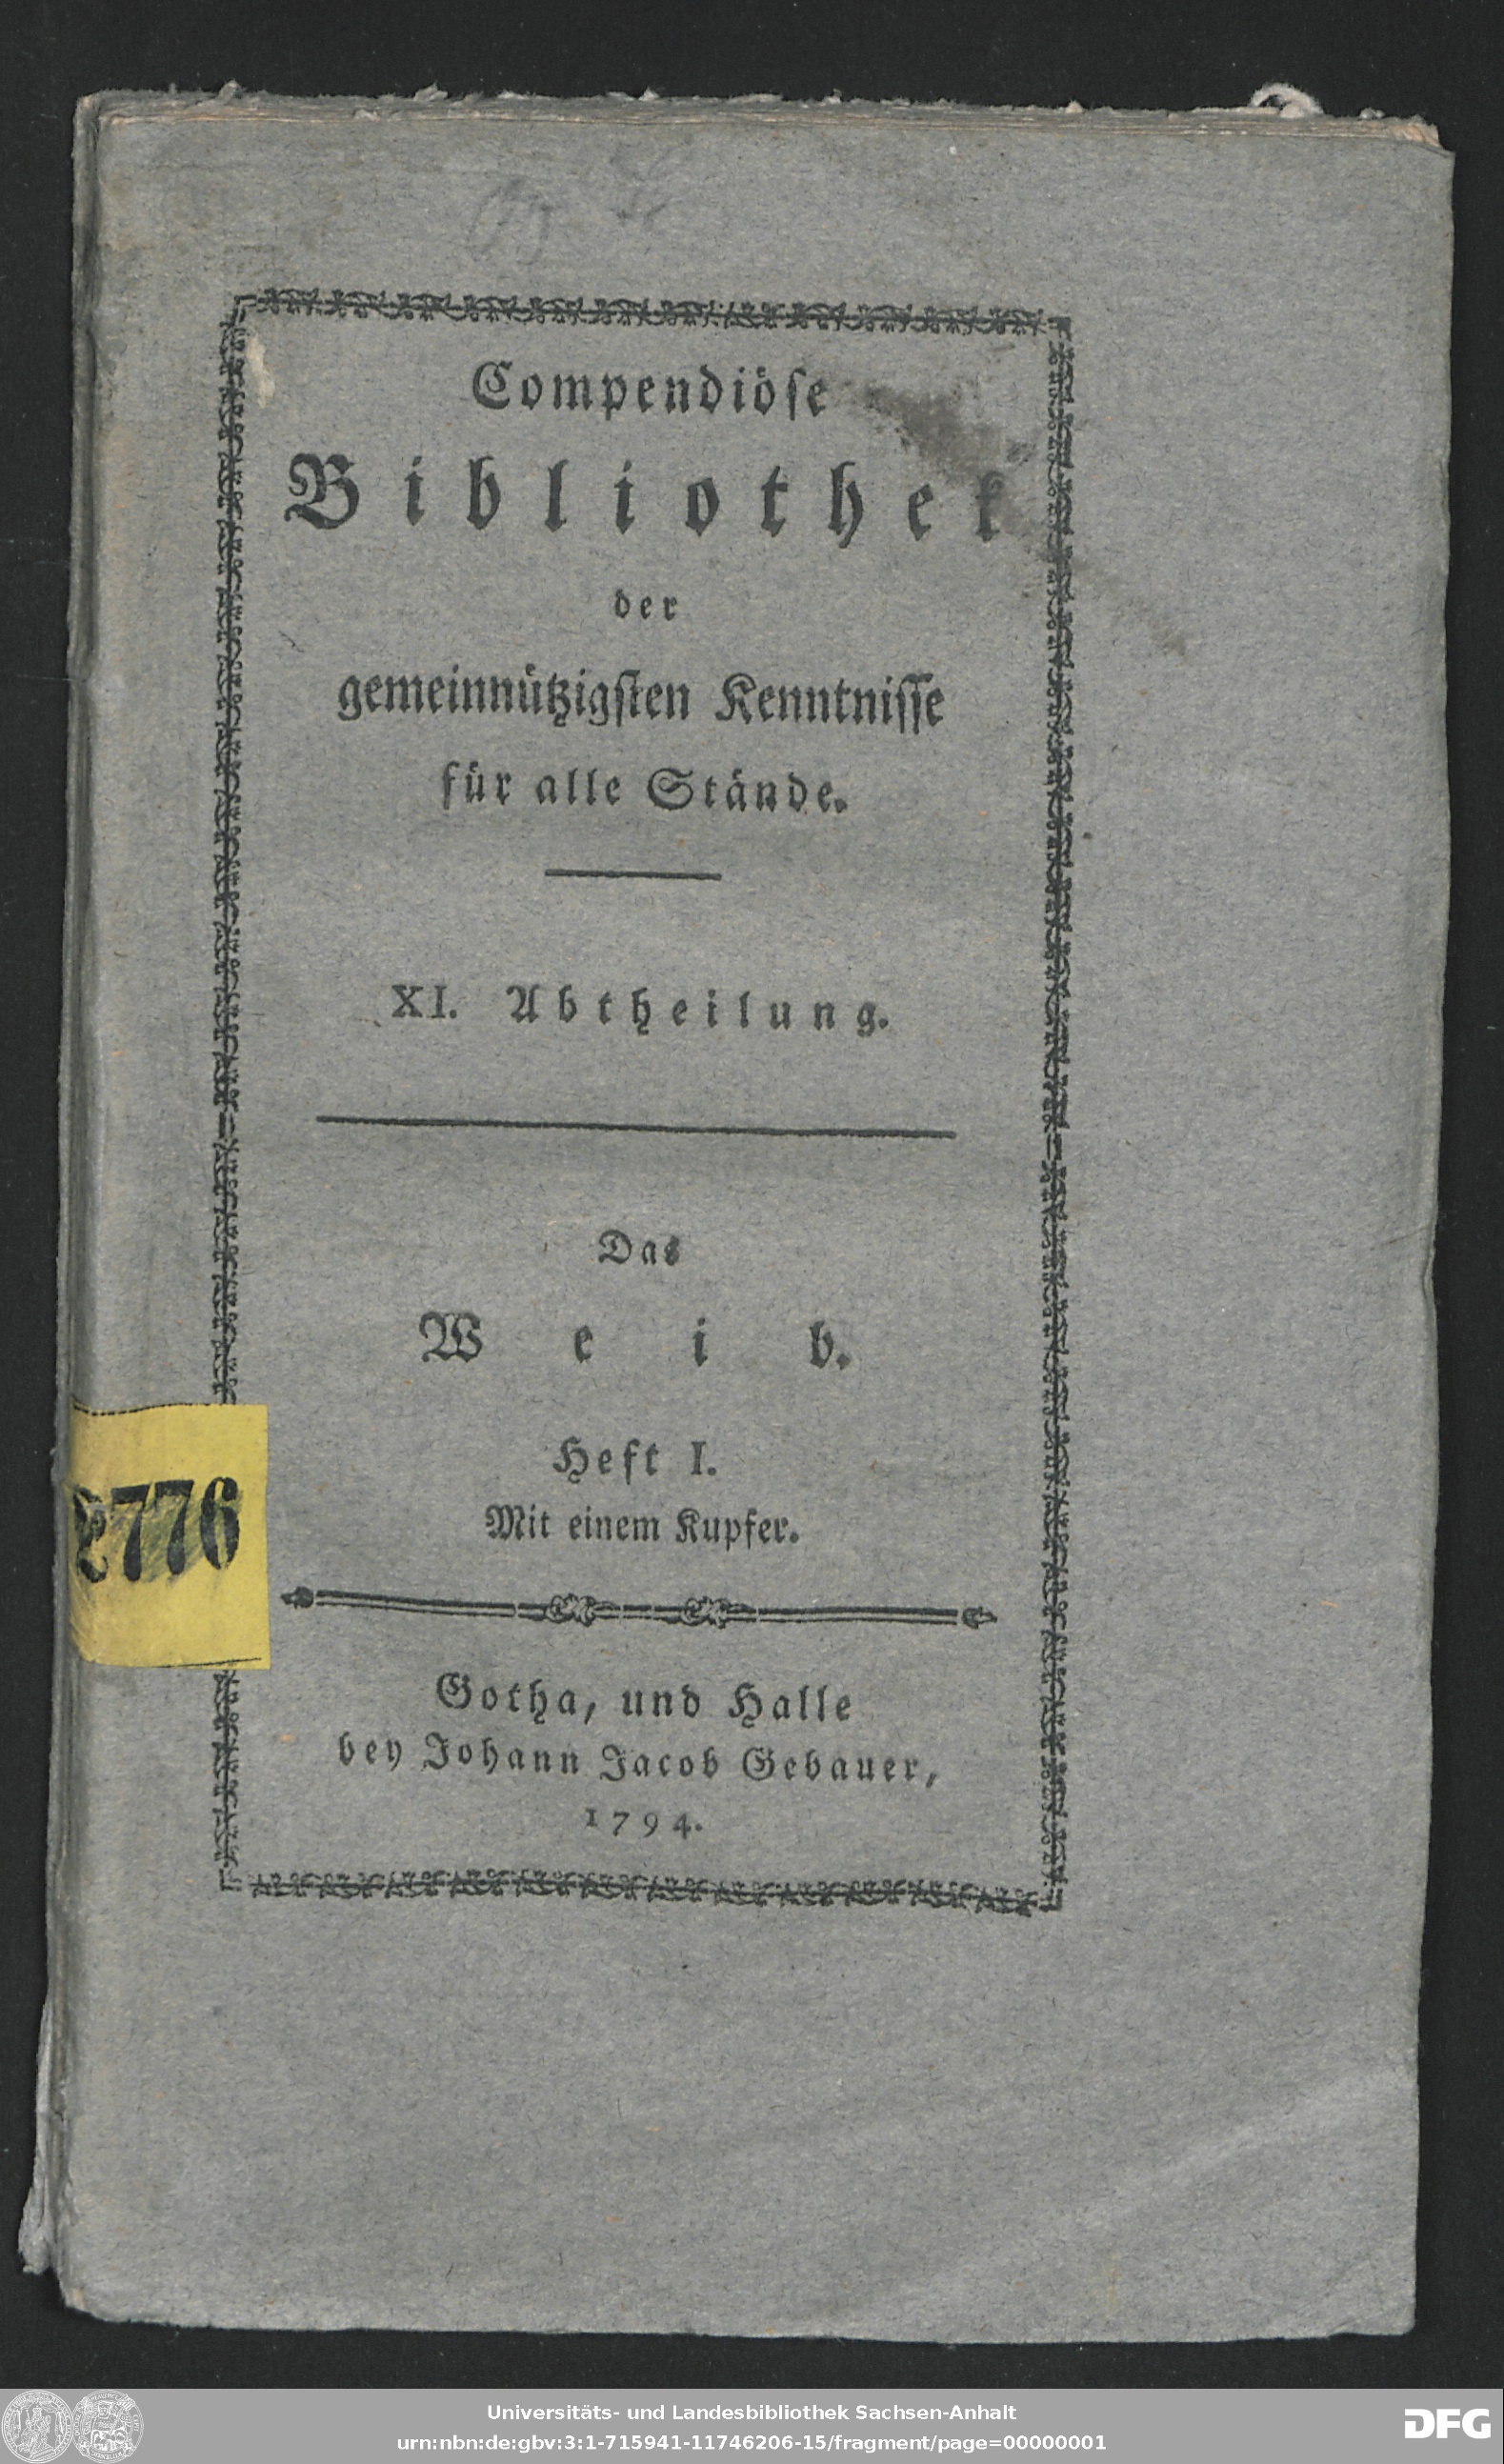 Compendiöſe
Bibliothek
der
gemeinnützigſten Kenntniſſe
für alle Stände.
XI. Abtheilung.
Das
Weib.
Heft I.
Mit einem Kupfer.
2776
Gotha, und Halle
bey Johann Jacob Gebauer,
1794.
Universitäts- und Landesbibliothek Sachsen-Anhalt
urn:nbn:de:gbv:3:1-715941-11746206-15/fragment/page=00000001
DFG